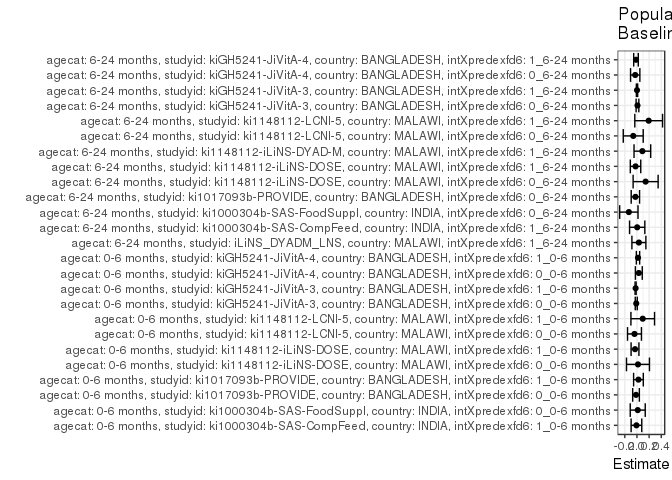 Popula
Baselin
agecat: 6-24 months, studyid: kiGH5241-JiVitA-4, country: BANGLADESH, intXpredexfd6: 1_6-24 months
agecat: 6-24 months, studyid: kiGH5241-JiVitA-4, country: BANGLADESH, intXpredexfd6: 0_6-24 months
agecat: 6-24 months, studyid: kiGH5241-JiVitA-3, country: BANGLADESH, intXpredexfd6: 1_6-24 months
agecat: 6-24 months, studyid: kiGH5241-JiVitA-3, country: BANGLADESH, intXpredexfd6: 0_6-24 months
agecat: 6-24 months, studyid: ki1148112-LCNI-5, country: MALAWI, intXpredexfd6: 1_6-24 months
agecat: 6-24 months, studyid: ki1148112-LCNI-5, country: MALAWI, intXpredexfd6: 0_6-24 months
agecat: 6-24 months, studyid: ki1148112-iLiNS-DYAD-M, country: MALAWI, intXpredexfd6: 1_6-24 months
agecat: 6-24 months, studyid: ki1148112-iLiNS-DOSE, country: MALAWI, intXpredexfd6: 1_6-24 months
agecat: 6-24 months, studyid: ki1148112-iLiNS-DOSE, country: MALAWI, intXpredexfd6: 0_6-24 months
agecat: 6-24 months, studyid: ki1017093b-PROVIDE, country: BANGLADESH, intXpredexfd6: 0_6-24 months
agecat: 6-24 months, studyid: ki1000304b-SAS-FoodSuppl, country: INDIA, intXpredexfd6: 0_6-24 months
agecat: 6-24 months, studyid: ki1000304b-SAS-CompFeed, country: INDIA, intXpredexfd6: 1_6-24 months
agecat: 6-24 months, studyid: iLiNS_DYADM_LNS, country: MALAWI, intXpredexfd6: 1_6-24 months
agecat: 0-6 months, studyid: kiGH5241-JiVitA-4, country: BANGLADESH, intXpredexfd6: 1_0-6 months
agecat: 0-6 months, studyid: kiGH5241-JiVitA-4, country: BANGLADESH, intXpredexfd6: 0_0-6 months
agecat: 0-6 months, studyid: kiGH5241-JiVitA-3, country: BANGLADESH, intXpredexfd6: 1_0-6 months
agecat: 0-6 months, studyid: kiGH5241-JiVitA-3, country: BANGLADESH, intXpredexfd6: 0_0-6 months
agecat: 0-6 months, studyid: ki1148112-LCNI-5, country: MALAWI, intXpredexfd6: 1_0-6 months
agecat: 0-6 months, studyid: ki1148112-LCNI-5, country: MALAWI, intXpredexfd6: 0_0-6 months
agecat: 0-6 months, studyid: ki1148112-iLiNS-DOSE, country: MALAWI, intXpredexfd6: 1_0-6 months
agecat: 0-6 months, studyid: ki1148112-iLiNS-DOSE, country: MALAWI, intXpredexfd6: 0_0-6 months
agecat: 0-6 months, studyid: ki1017093b-PROVIDE, country: BANGLADESH, intXpredexfd6: 1_0-6 months
agecat: 0-6 months, studyid: ki1017093b-PROVIDE, country: BANGLADESH, intXpredexfd6: 0_0-6 months
agecat: 0-6 months, studyid: ki1000304b-SAS-FoodSuppl, country: INDIA, intXpredexfd6: 0_0-6 months
agecat: 0-6 months, studyid: ki1000304b-SAS-CompFeed, country: INDIA, intXpredexfd6: 1_0-6 months
-0.2 0.0 0.2 0.4
Estimate